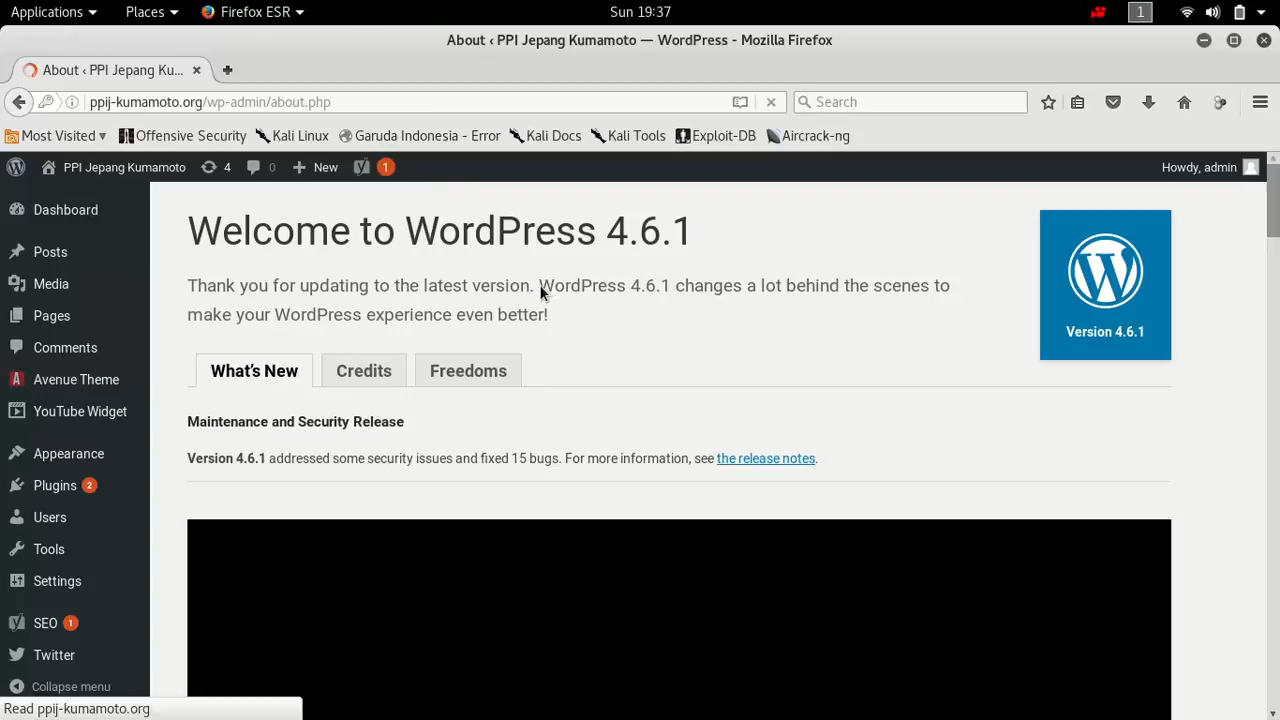 Applications Places Firefox ESR Sun 19:37 1
About ‹ PPI Jepang Kumamoto — WordPress - Mozilla Firefox
About ‹ PPI Jepang Ku...
ppij-kumamoto.org/wp-admin/about.php Search
Most Visited Offensive Security Kali Linux Garuda Indonesia - Error Kali Docs Kali Tools Exploit-DB Aircrack-ng
PPI Jepang Kumamoto 4 0 New 1 Howdy, admin
Dashboard
Posts
Media
Pages
Comments
Avenue Theme
YouTube Widget
Appearance
Plugins 2
Users
Tools
Settings
SEO 1
Twitter
Collapse menu
Welcome to WordPress 4.6.1
Thank you for updating to the latest version. WordPress 4.6.1 changes a lot behind the scenes to
make your WordPress experience even better!
Version 4.6.1
What's New Credits Freedoms
Maintenance and Security Release
Version 4.6.1 addressed some security issues and fixed 15 bugs. For more information, see the release notes.
Read ppij-kumamoto.org